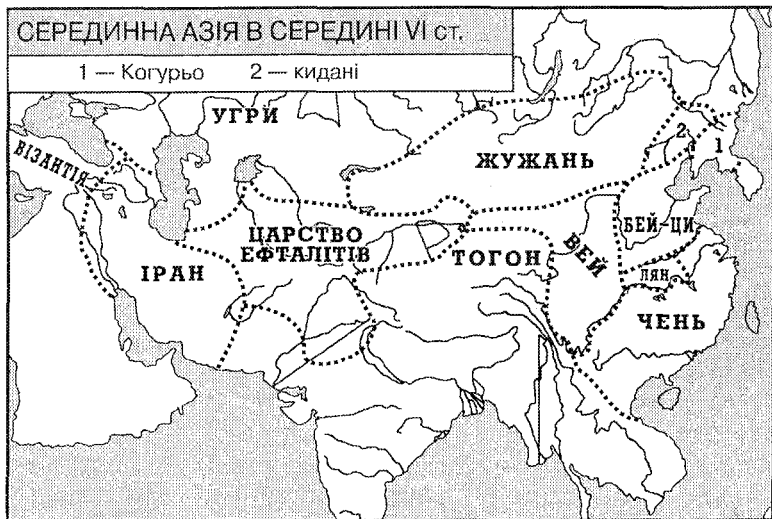 СЕРЕДИННА АЗІЯ В СЕРЕДИНІ VI ст.
1 — Когурьо 2 — кидані
УГРИ
ВІЗАНТІЯ
ЖУЖАНЬ
2
1
ЦАРСТВО
ЕФТАЛІТІВ
ІРАН
ТОГОН
ВЕЙ
БЕЙ-ЦИ
ЛЯН
ЧЕНЬ